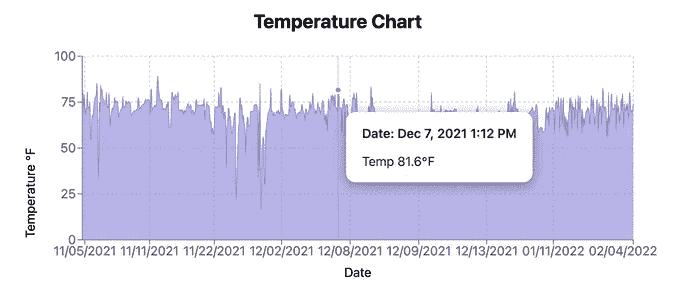 Temperature Chart
100
75
50
25
0
Temperature °F
Date: Dec 7, 2021 1:12 PM
Temp 81.6°F
11/05/2021 11/11/2021 11/22/2021 12/02/2021 12/08/2021 12/09/2021 12/13/2021 01/11/2022 02/04/2022
Date